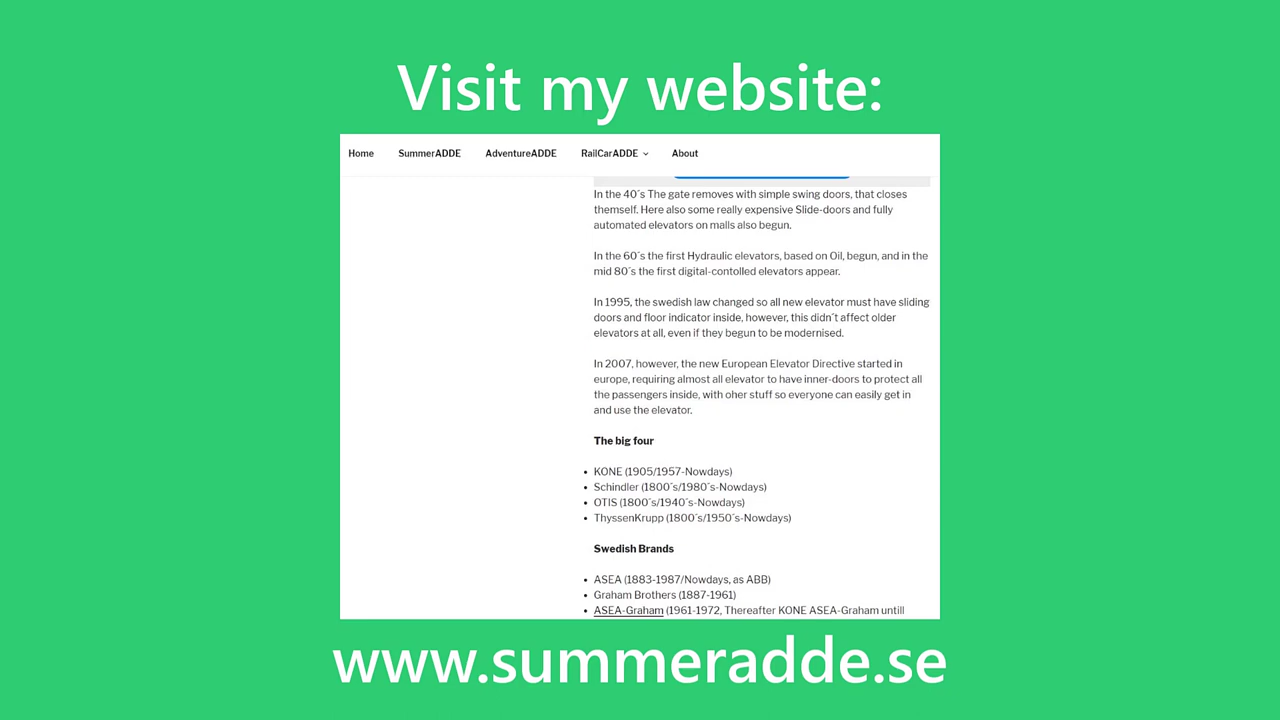 Visit my website:
Home SummerADDE AdventureADDE RailCarADDE About
In the 40´s The gate removes with simple swing doors, that closes
themself. Here also some really expensive Slide-doors and fully
automated elevators on malls also begun.
In the 60´s the first Hydraulic elevators, based on Oil, begun, and in the
mid 80´s the first digital-contolled elevators appear.
In 1995, the swedish law changed so all new elevator must have sliding
doors and floor indicator inside, however, this didn´t affect older
elevators at all, even if they begun to be modernised.
In 2007, however, the new European Elevator Directive started in
europe, requiring almost all elevator to have inner-doors to protect all
the passengers inside, with oher stuff so everyone can easily get in
and use the elevator.
The big four
• KONE (1905/1957-Nowdays)
• Schindler (1800´s/1980´s-Nowdays)
• OTIS (1800´s/1940´s-Nowdays)
• ThyssenKrupp (1800´s/1950´s-Nowdays)
Swedish Brands
• ASEA (1883-1987/Nowdays, as ABB)
• Graham Brothers (1887-1961)
• ASEA-Graham (1961-1972, Thereafter KONE ASEA-Graham untill
www.summeradde.se